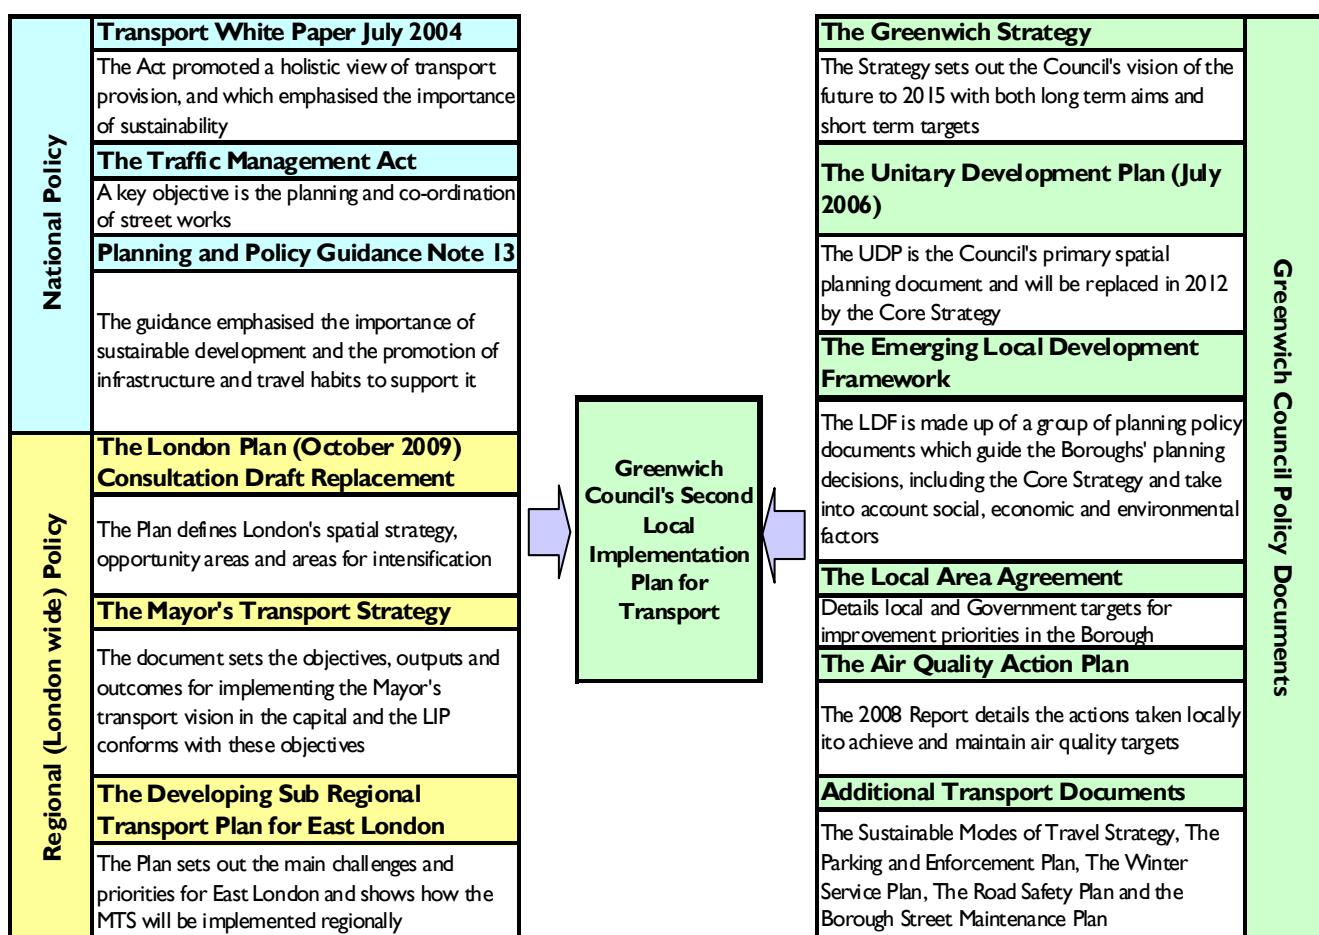 National Policy
Transport White Paper July 2004
The Act promoted a holistic view of transport
provision, and which emphasised the importance
of sustainability
The Traffic Management Act
A key objective is the planning and co-ordination
of street works
Planning and Policy Guidance Note 13
The guidance emphasised the importance of
sustainable development and the promotion of
infrastructure and travel habits to support it
Regional (London wide) Policy
The London Plan (October 2009)
Consultation Draft Replacement
The Plan defines London's spatial strategy,
opportunity areas and areas for intensification
The Mayor's Transport Strategy
The document sets the objectives, outputs and
outcomes for implementing the Mayor's
transport vision in the capital and the LIP
conforms with these objectives
The Developing Sub Regional
Transport Plan for East London
The Plan sets out the main challenges and
priorities for East London and shows how the
MTS will be implemented regionally
Greenwich
Council's Second
Local
Implementation
Plan for
Transport
The Greenwich Strategy
The Strategy sets out the Council's vision of the
future to 2015 with both long term aims and
short term targets
The Unitary Development Plan (July
2006)
The UDP is the Council's primary spatial
planning document and will be replaced in 2012
by the Core Strategy
The Emerging Local Development
Framework
The LDF is made up of a group of planning policy
documents which guide the Boroughs' planning
decisions, including the Core Strategy and take
into account social, economic and environmental
factors
The Local Area Agreement
Details local and Government targets for
improvement priorities in the Borough
The Air Quality Action Plan
The 2008 Report details the actions taken locally
ito achieve and maintain air quality targets
Additional Transport Documents
The Sustainable Modes of Travel Strategy, The
Parking and Enforcement Plan, The Winter
Service Plan, The Road Safety Plan and the
Borough Street Maintenance Plan
Greenwich Council Policy Documents